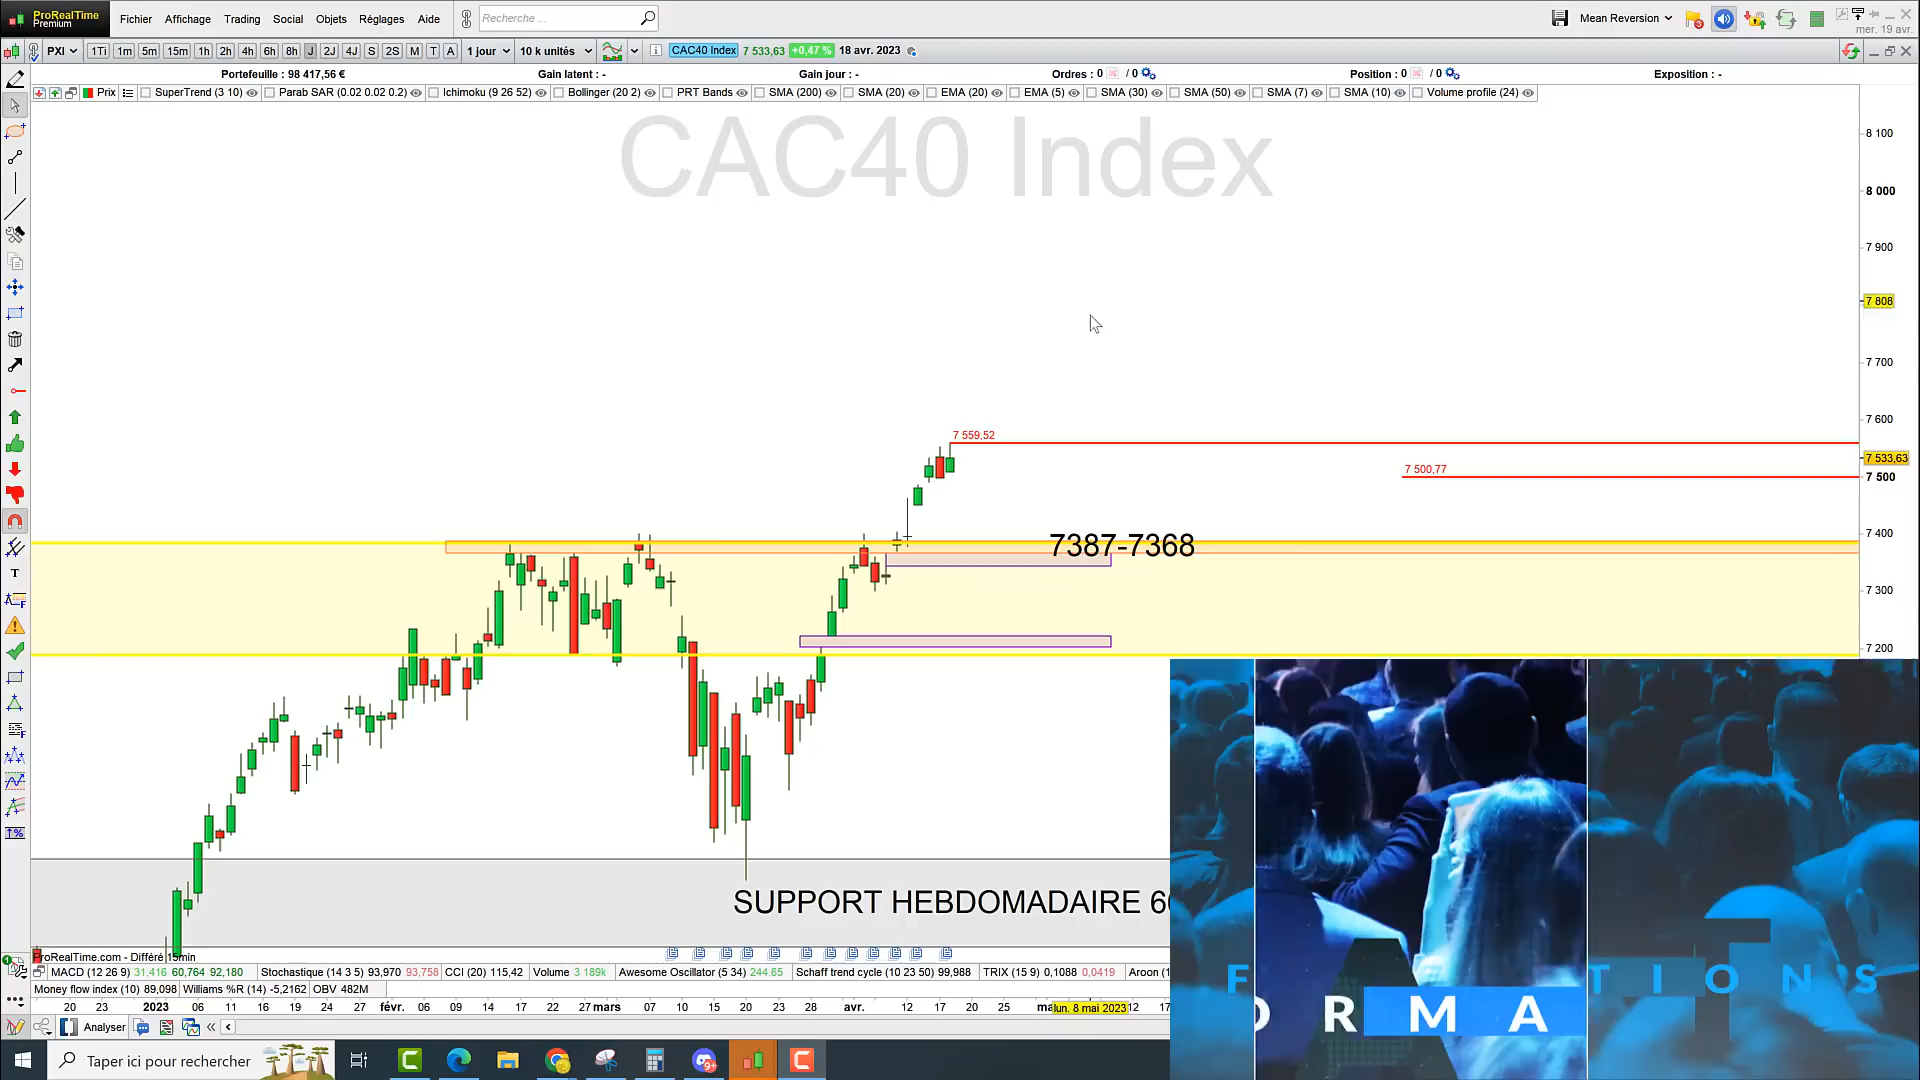 ProRealTime
Premium
Fichier Affichage Trading Social Objets Réglages Aide
Recherche ...
Mean Reversion
3
mer. 19 avr.
PXI
1Ti 1m 5m 15m 1h 2h 4h 6h 8h J 2J 4J S 2S M T A
1 jour
10 k unités
CAC40 Index 7 533,63 +0,47 % 18 avr. 2023
Portefeuille : 98 417,56 €
Gain latent : -
Gain jour : -
Ordres : 0 / 0
Position : 0 / 0
Exposition : -
Prix
SuperTrend (3 10) Parab SAR (0.02 0.02 0.2) Ichimoku (9 26 52) Bollinger (20 2) PRT Bands SMA (200) SMA (20) EMA (20) EMA (5) SMA (30) SMA (50) SMA (7) SMA (10) Volume profile (24)
CAC40 Index
8 100
8 000
7 900
7 808
7 700
7 600
7 559,52
7 533,63
7 500,77
7 500
7 400
7387-7368
7 300
7 200
SUPPORT HEBDOMADAIRE 6
ProRealTime.com - Différé 15min
MACD (12 26 9) 31,416 60,764 92,180
Stochastique (14 3 5) 93,970 93,758
CCI (20) 115,42
Volume 3 189k
Awesome Oscillator (5 34) 244.65
Schaff trend cycle (10 23 50) 99,988
TRIX (15 9) 0,1088 0,0419
Aroon (1
Money flow index (10) 89,098
Williams %R (14) -5,2162
OBV 482M
20 23 2023 06 11 16 19 24 27 févr. 06 09 14 17 22 27 mars 07 10 15 20 23 28 avr. 12 17 20 25 ma lun. 8 mai 2023 12 17
Analyser
Taper ici pour rechercher
9+
F O R M A T I O N S